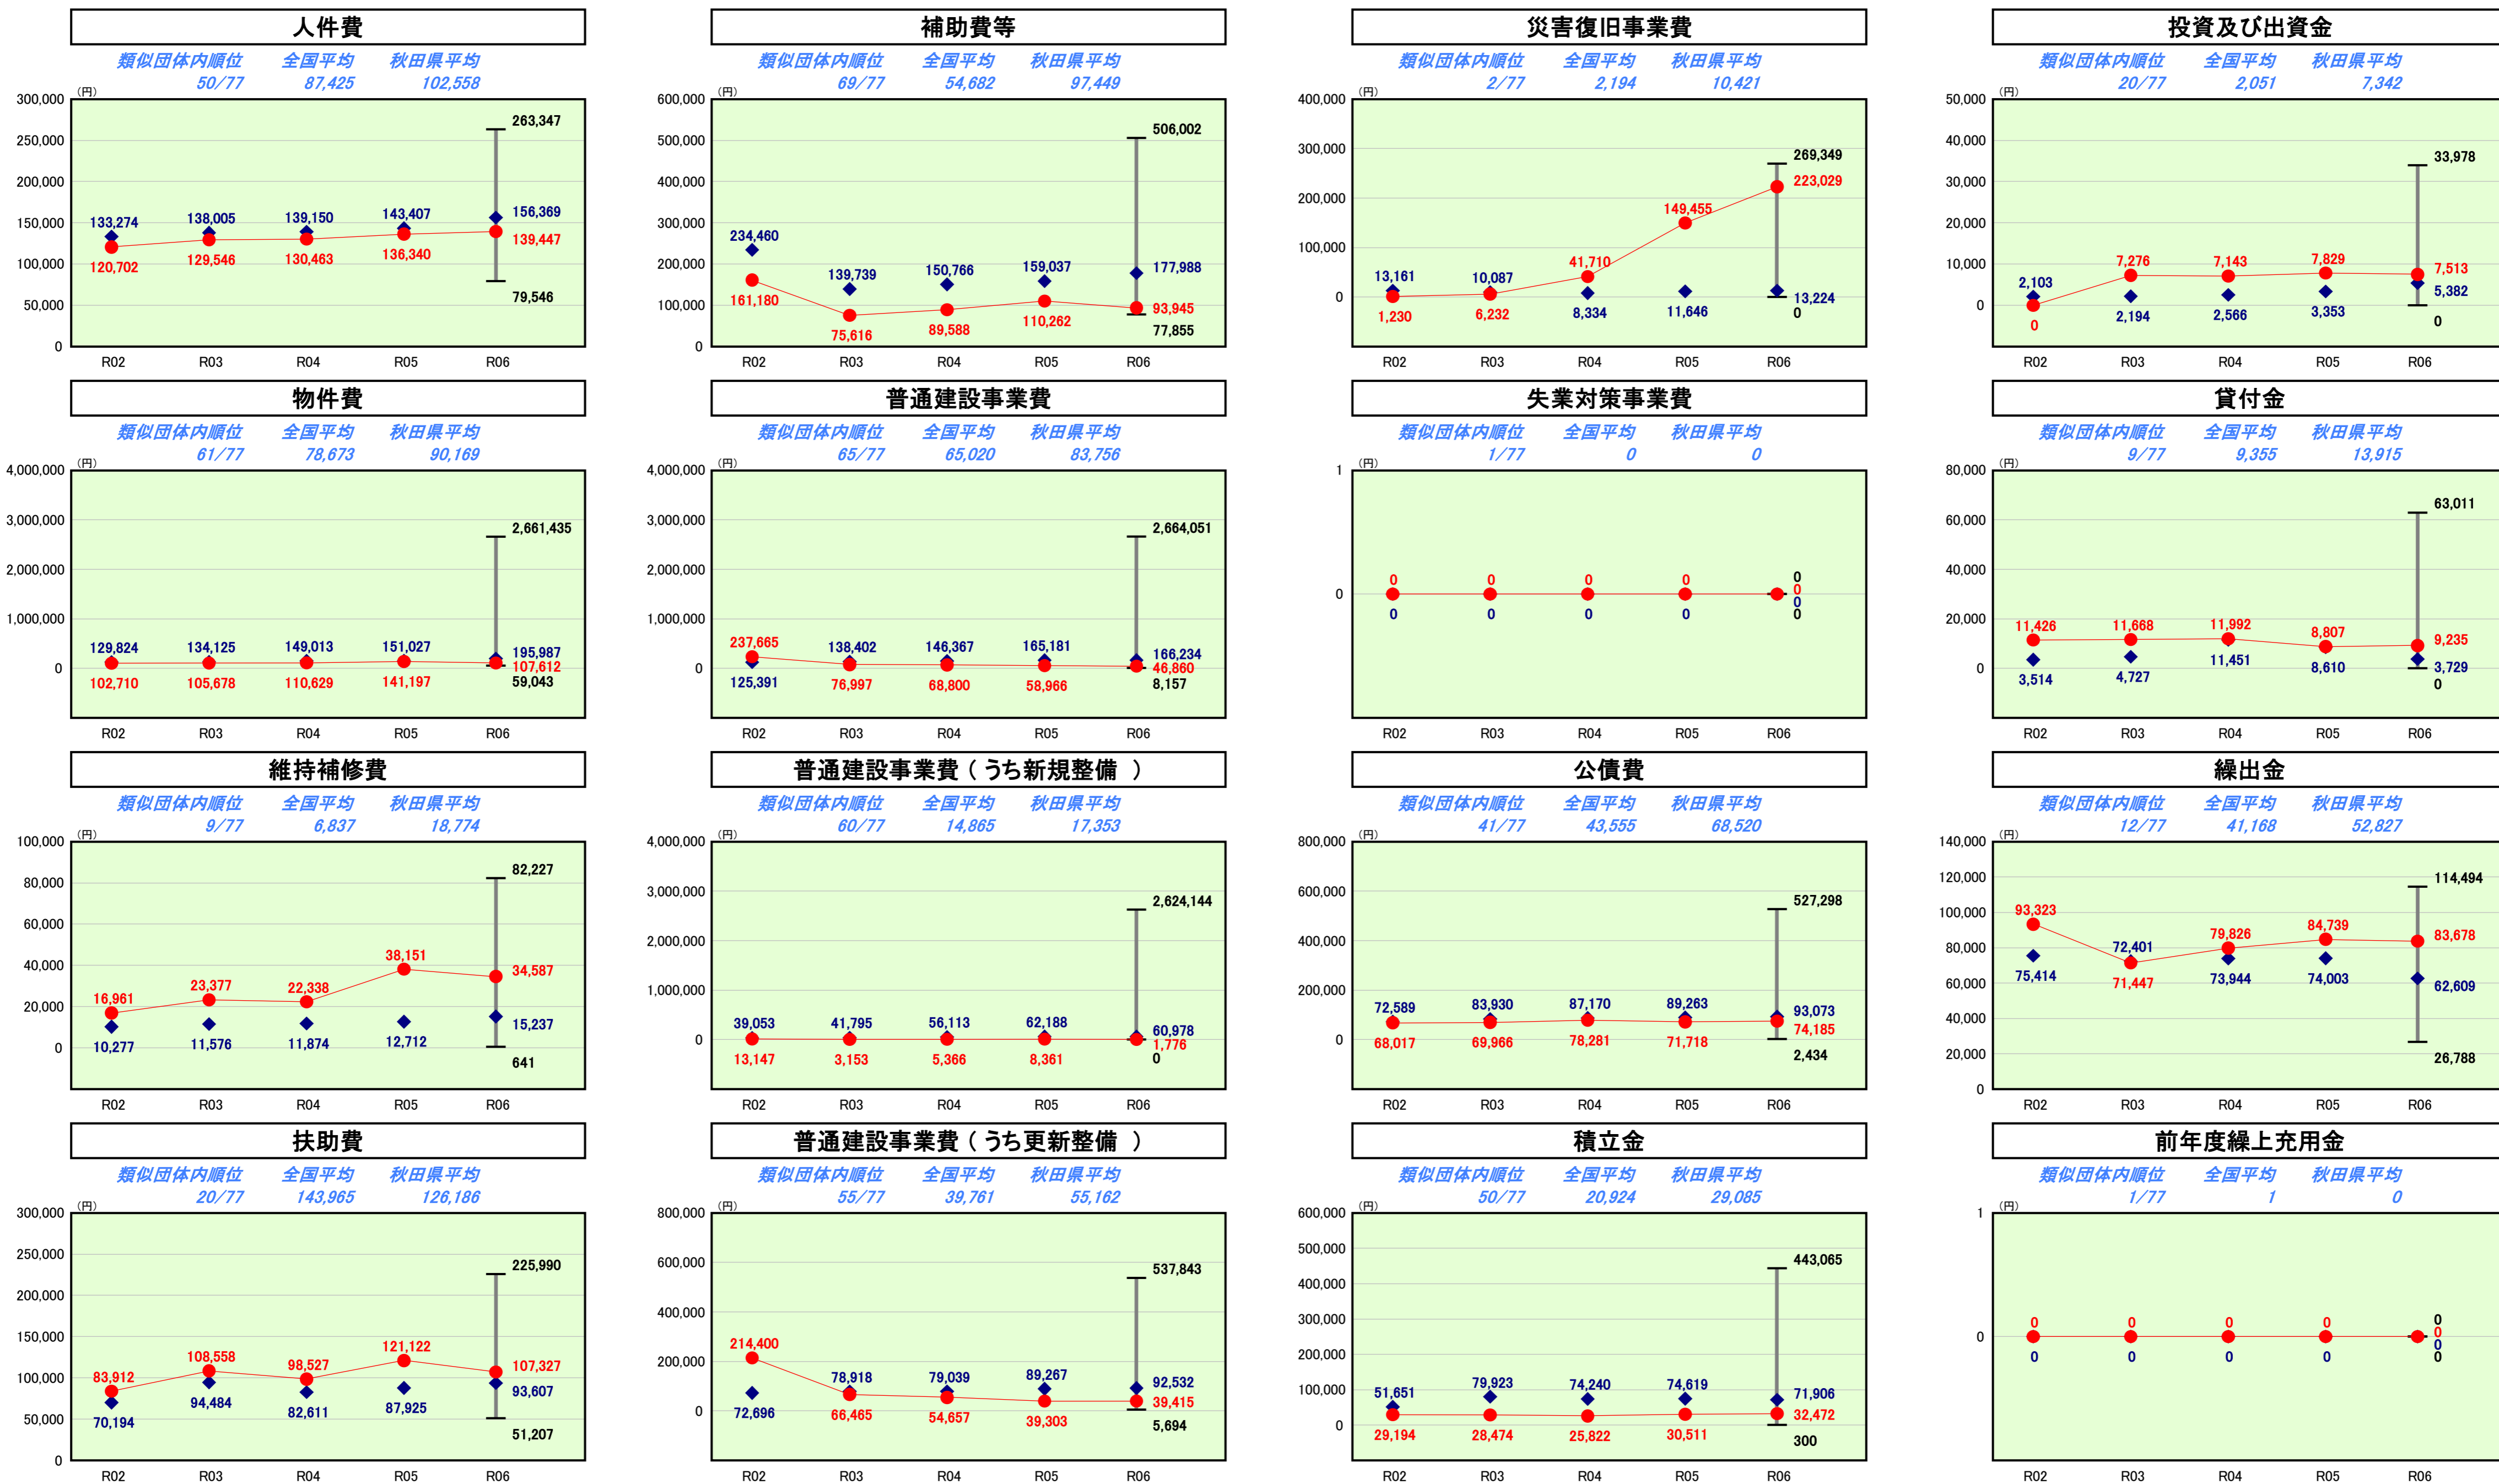 人件費
類似団体内順位 全国平均 秋田県平均
50/77 87,425 102,558
（円）
300,000
250,000
200,000
150,000
100,000
50,000
0
263,347
133,274 138,005 139,150 143,407 156,369
120,702 129,546 130,463 136,340 139,447
79,546
R02 R03 R04 R05 R06
補助費等
類似団体内順位 全国平均 秋田県平均
69/77 54,682 97,449
（円）
600,000
500,000
400,000
300,000
200,000
100,000
0
506,002
234,460 139,739 150,766 159,037 177,988
161,180 75,616 89,588 110,262 93,945
77,855
R02 R03 R04 R05 R06
災害復旧事業費
類似団体内順位 全国平均 秋田県平均
2/77 2,194 10,421
（円）
400,000
300,000
200,000
100,000
0
269,349
1,230 6,232 41,710 149,455 223,029
13,161 10,087 8,334 11,646 13,224
0
R02 R03 R04 R05 R06
投資及び出資金
類似団体内順位 全国平均 秋田県平均
20/77 2,051 7,342
（円）
50,000
40,000
30,000
20,000
10,000
0
33,978
0 7,276 7,143 7,829 7,513
2,103 2,194 2,566 3,353 5,382
0
R02 R03 R04 R05 R06
物件費
類似団体内順位 全国平均 秋田県平均
61/77 78,673 90,169
（円）
4,000,000
3,000,000
2,000,000
1,000,000
0
2,661,435
129,824 134,125 149,013 151,027 195,987
102,710 105,678 110,629 141,197 107,612
59,043
R02 R03 R04 R05 R06
普通建設事業費
類似団体内順位 全国平均 秋田県平均
65/77 65,020 83,756
（円）
4,000,000
3,000,000
2,000,000
1,000,000
0
2,664,051
237,665 138,402 146,367 165,181 166,234
125,391 76,997 68,800 58,966 46,860
8,157
R02 R03 R04 R05 R06
失業対策事業費
類似団体内順位 全国平均 秋田県平均
1/77 0 0
（円）
1
0
0
0 0 0 0 0
0 0 0 0 0
0
R02 R03 R04 R05 R06
貸付金
類似団体内順位 全国平均 秋田県平均
9/77 9,355 13,915
（円）
80,000
60,000
40,000
20,000
0
63,011
11,426 11,668 11,992 8,807 9,235
3,514 4,727 11,451 8,610 3,729
0
R02 R03 R04 R05 R06
維持補修費
類似団体内順位 全国平均 秋田県平均
9/77 6,837 18,774
（円）
100,000
80,000
60,000
40,000
20,000
0
82,227
16,961 23,377 22,338 38,151 34,587
10,277 11,576 11,874 12,712 15,237
641
R02 R03 R04 R05 R06
普通建設事業費（うち新規整備 ）
類似団体内順位 全国平均 秋田県平均
60/77 14,865 17,353
（円）
4,000,000
3,000,000
2,000,000
1,000,000
0
2,624,144
39,053 41,795 56,113 62,188 60,978
13,147 3,153 5,366 8,361 1,776
0
R02 R03 R04 R05 R06
公債費
類似団体内順位 全国平均 秋田県平均
41/77 43,555 68,520
（円）
800,000
600,000
400,000
200,000
0
527,298
72,589 83,930 87,170 89,263 93,073
68,017 69,966 78,281 71,718 74,185
2,434
R02 R03 R04 R05 R06
繰出金
類似団体内順位 全国平均 秋田県平均
12/77 41,168 52,827
（円）
140,000
120,000
100,000
80,000
60,000
40,000
20,000
0
114,494
93,323 72,401 79,826 84,739 83,678
75,414 71,447 73,944 74,003 62,609
26,788
R02 R03 R04 R05 R06
扶助費
類似団体内順位 全国平均 秋田県平均
20/77 143,965 126,186
（円）
300,000
250,000
200,000
150,000
100,000
50,000
0
225,990
83,912 108,558 98,527 121,122 107,327
70,194 94,484 82,611 87,925 93,607
51,207
R02 R03 R04 R05 R06
普通建設事業費（うち更新整備 ）
類似団体内順位 全国平均 秋田県平均
55/77 39,761 55,162
（円）
800,000
600,000
400,000
200,000
0
537,843
214,400 78,918 79,039 89,267 92,532
72,696 66,465 54,657 39,303 39,415
5,694
R02 R03 R04 R05 R06
積立金
類似団体内順位 全国平均 秋田県平均
50/77 20,924 29,085
（円）
600,000
500,000
400,000
300,000
200,000
100,000
0
443,065
51,651 79,923 74,240 74,619 71,906
29,194 28,474 25,822 30,511 32,472
300
R02 R03 R04 R05 R06
前年度繰上充用金
類似団体内順位 全国平均 秋田県平均
1/77 1 0
（円）
1
0
0
0 0 0 0 0
0 0 0 0 0
0
R02 R03 R04 R05 R06